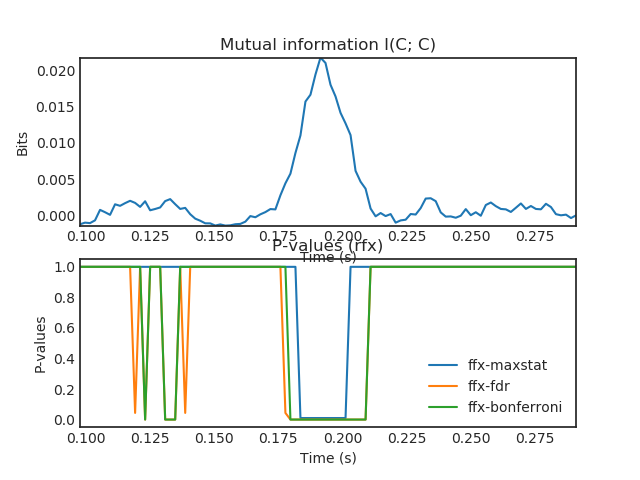 Mutual information I(C; C)
0.020
0.015
0.010
0.005
0.000
Bits
0.100 0.125 0.150 0.175 0.200 0.225 0.250 0.275
Time (s)
P-values (rfx)
1.0
0.8
0.6
0.4
0.2
0.0
P-values
ffx-maxstat
ffx-fdr
ffx-bonferroni
0.100 0.125 0.150 0.175 0.200 0.225 0.250 0.275
Time (s)